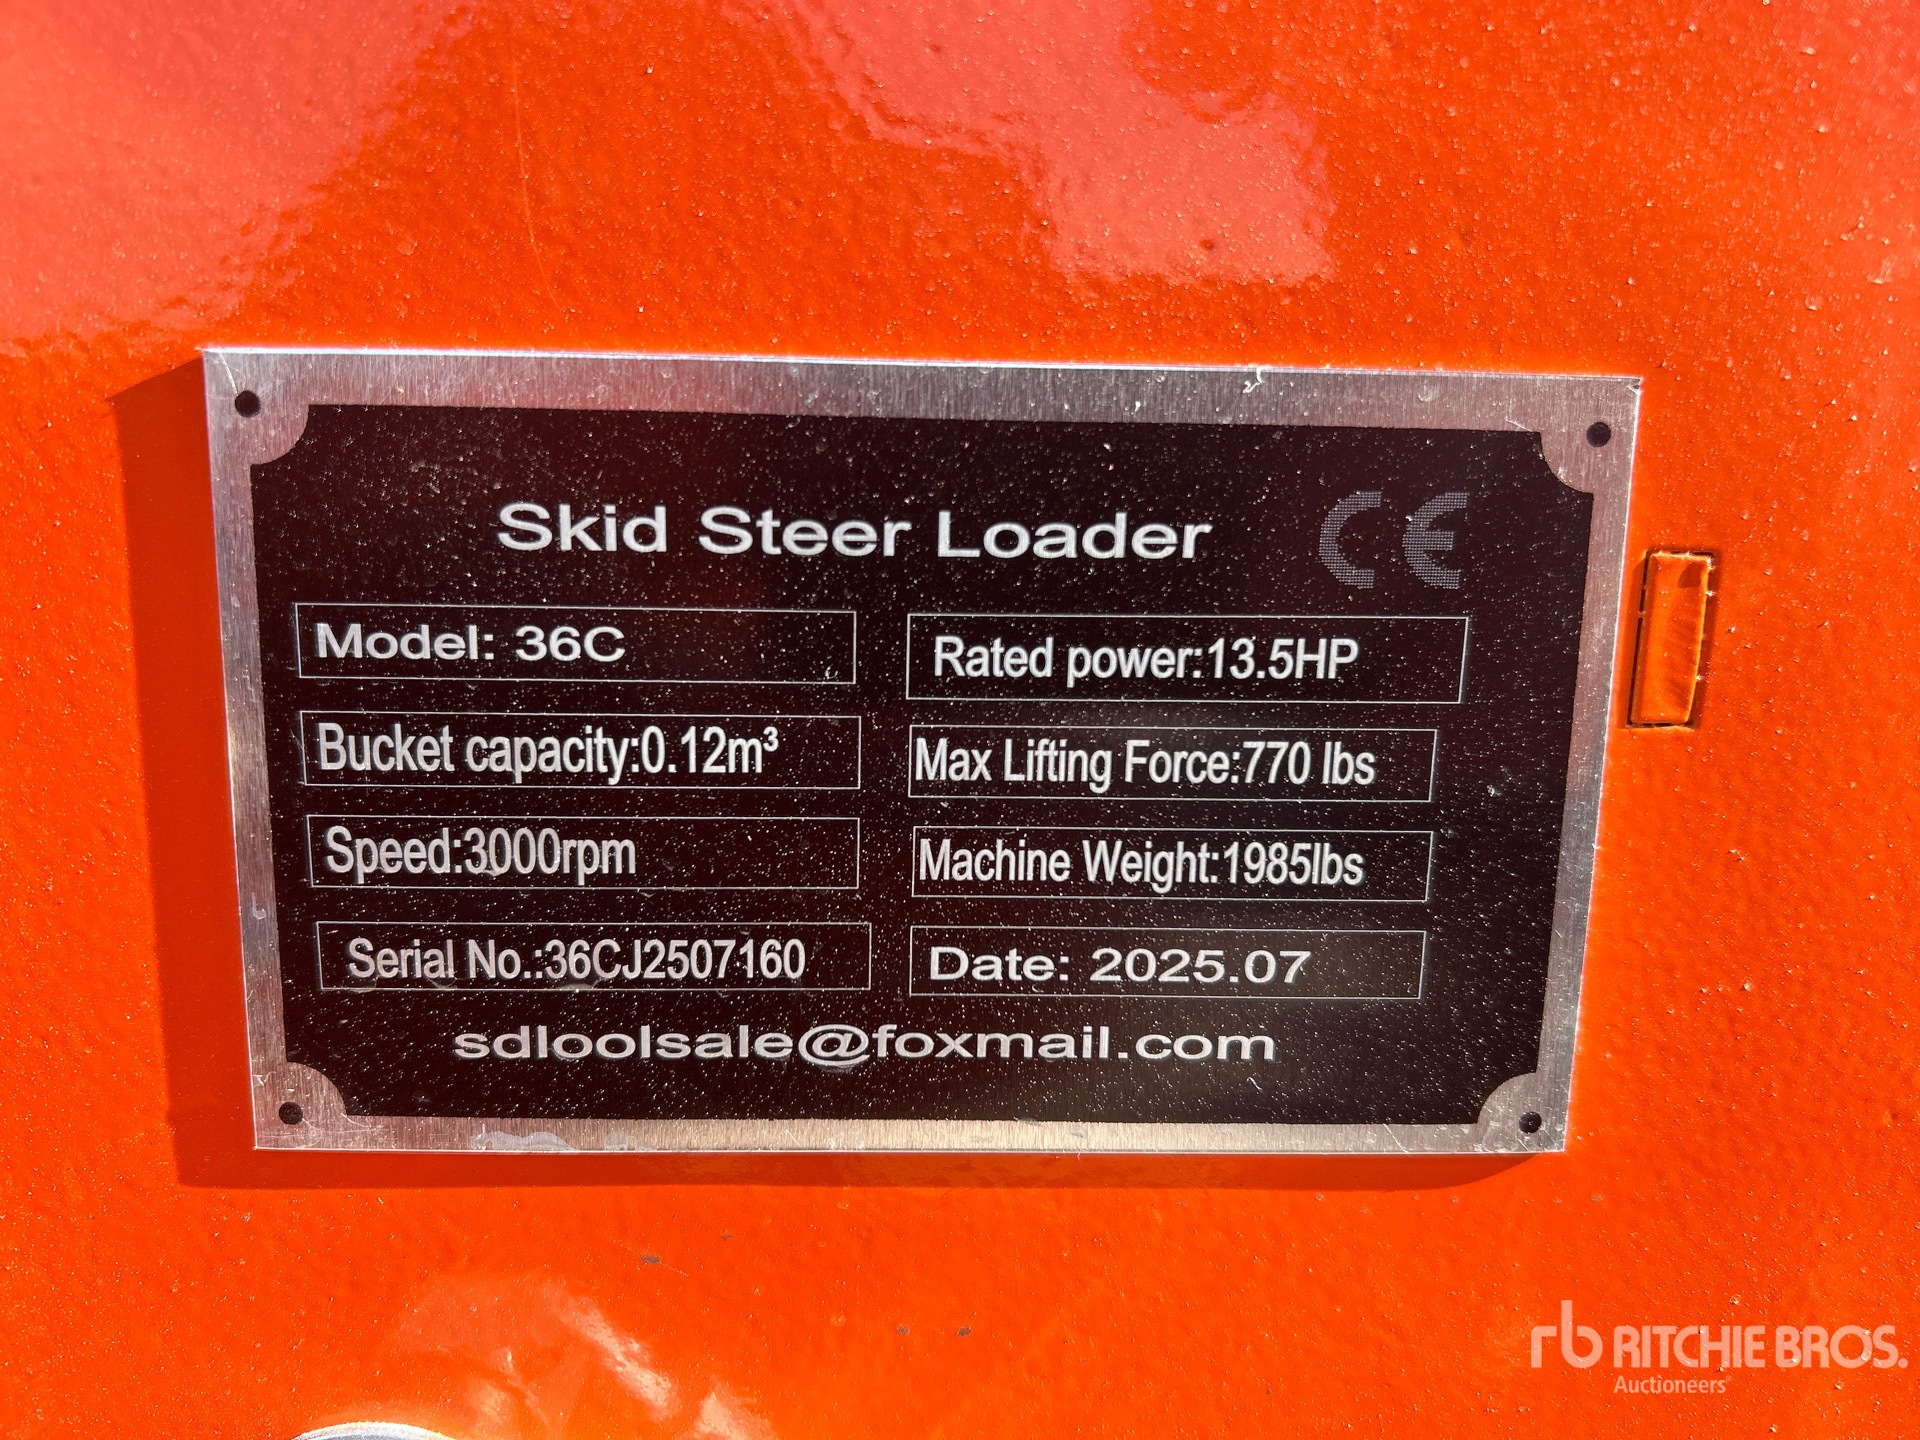 Skid Steer Loader CE
Model: 36C
Rated power:13.5HP
Bucket capacity:0.12m³
Max Lifting Force:770 lbs
Speed:3000rpm
Machine Weight:1985lbs
Serial No.:36CJ2507160
Date: 2025.07
sdloolsale@foxmail.com
rb RITCHIE BROS.
Auctioneers